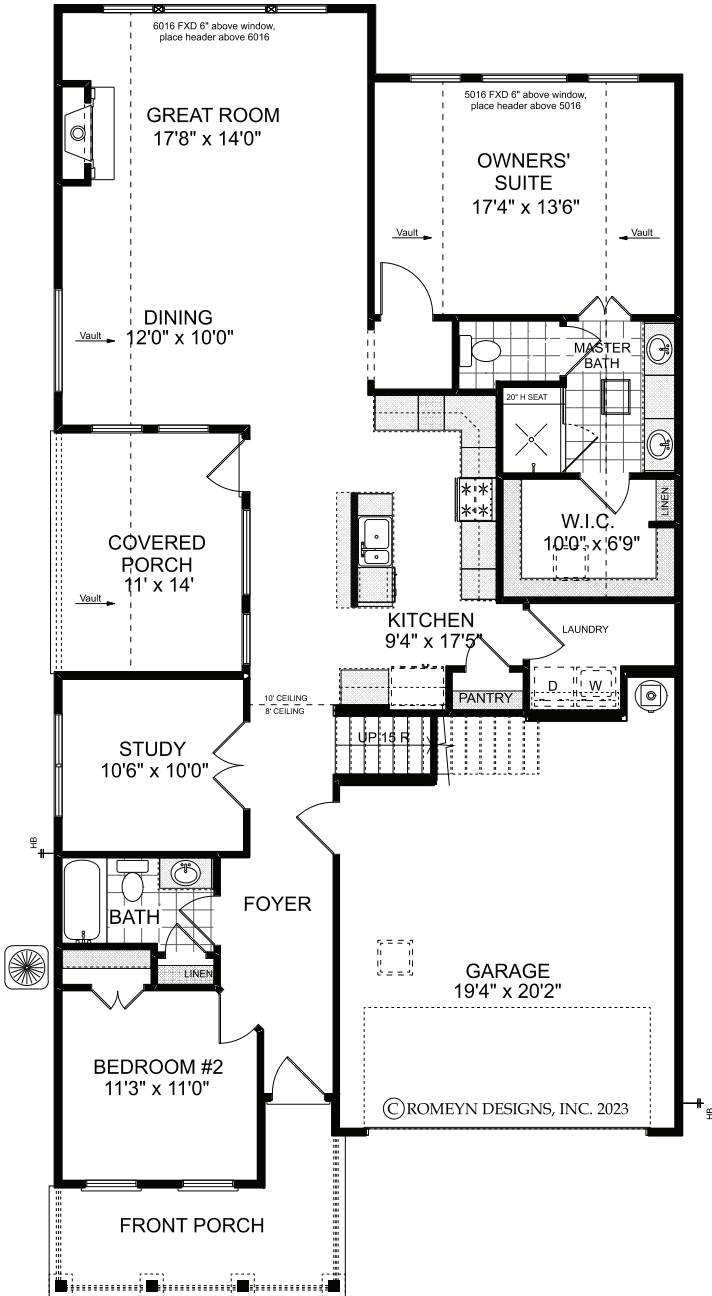 6016 FXD 6" above window,
place header above 6016
GREAT ROOM
17'8" x 14'0"
5016 FXD 6" above window,
place header above 5016
OWNERS'
SUITE
17'4" x 13'6"
Vault
Vault
DINING
12'0" x 10'0"
Vault
MASTER
BATH
20" H SEAT
LINEN
W.I.C.
10'0" x 6'9"
COVERED
PORCH
11' x 14'
Vault
KITCHEN
9'4" x 17'5"
LAUNDRY
D
W
PANTRY
10' CEILING
8' CEILING
UP 15 R
STUDY
10'6" x 10'0"
HB
BATH
FOYER
LINEN
GARAGE
19'4" x 20'2"
BEDROOM #2
11'3" x 11'0"
© ROMEYN DESIGNS, INC. 2023
HB
FRONT PORCH